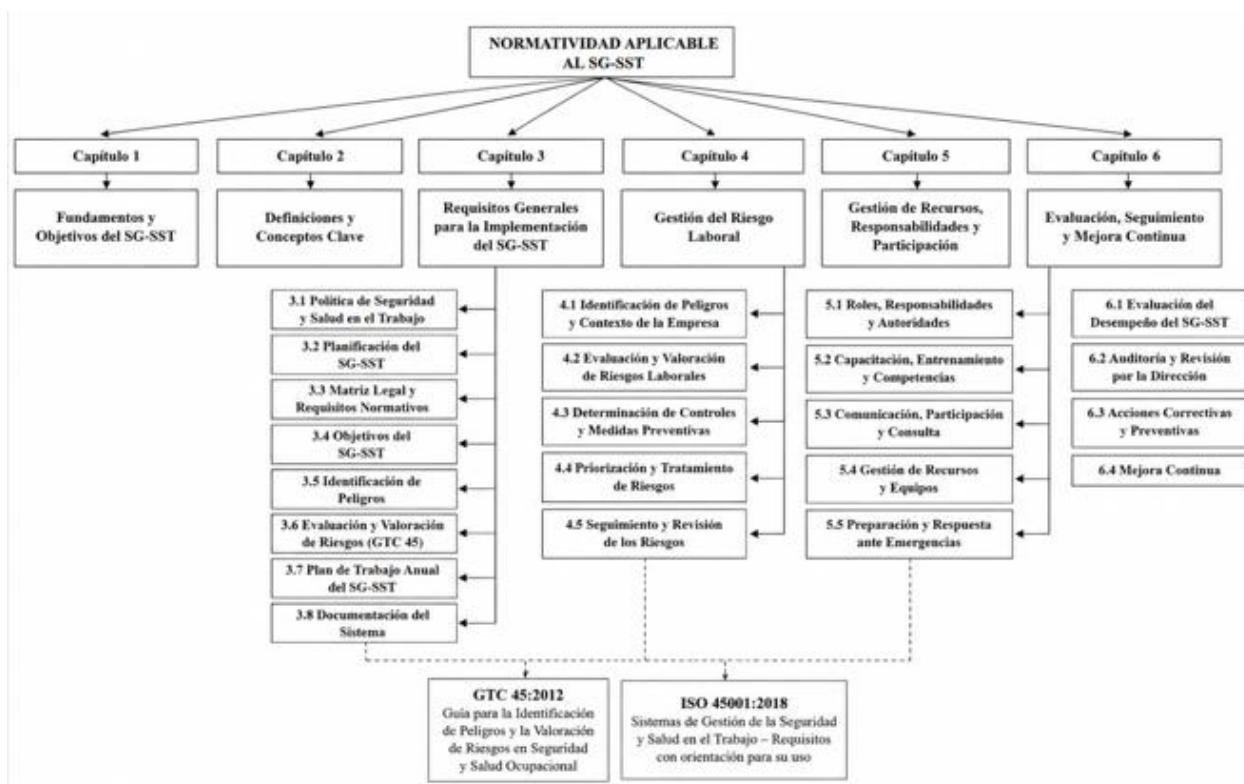 NORMATIVIDAD APLICABLE
AL SG-SST
Capítulo 1
Capítulo 2
Capítulo 3
Capítulo 4
Capítulo 5
Capítulo 6
Fundamentos y
Objetivos del SG-SST
Definiciones y
Conceptos Clave
Requisitos Generales
para la Implementación
del SG-SST
Gestión del Riesgo
Laboral
Gestión de Recursos,
Responsabilidades y
Participación
Evaluación, Seguimiento
y Mejora Continua
3.1 Política de Seguridad
y Salud en el Trabajo
3.2 Planificación del
SG-SST
3.3 Matriz Legal y
Requisitos Normativos
3.4 Objetivos del
SG-SST
3.5 Identificación de
Peligros
3.6 Evaluación y Valoración
de Riesgos (GTC 45)
3.7 Plan de Trabajo Anual
del SG-SST
3.8 Documentación del
Sistema
4.1 Identificación de Peligros
y Contexto de la Empresa
4.2 Evaluación y Valoración
de Riesgos Laborales
4.3 Determinación de Controles
y Medidas Preventivas
4.4 Priorización y Tratamiento
de Riesgos
4.5 Seguimiento y Revisión
de los Riesgos
5.1 Roles, Responsabilidades
y Autoridades
5.2 Capacitación, Entrenamiento
y Competencias
5.3 Comunicación, Participación
y Consulta
5.4 Gestión de Recursos
y Equipos
5.5 Preparación y Respuesta
ante Emergencias
6.1 Evaluación del
Desempeño del SG-SST
6.2 Auditoría y Revisión
por la Dirección
6.3 Acciones Correctivas
y Preventivas
6.4 Mejora Continua
GTC 45:2012
Guía para la Identificación
de Peligros y la Valoración
de Riesgos en Seguridad
y Salud Ocupacional
ISO 45001:2018
Sistemas de Gestión de la Seguridad
y Salud en el Trabajo – Requisitos
con orientación para su uso